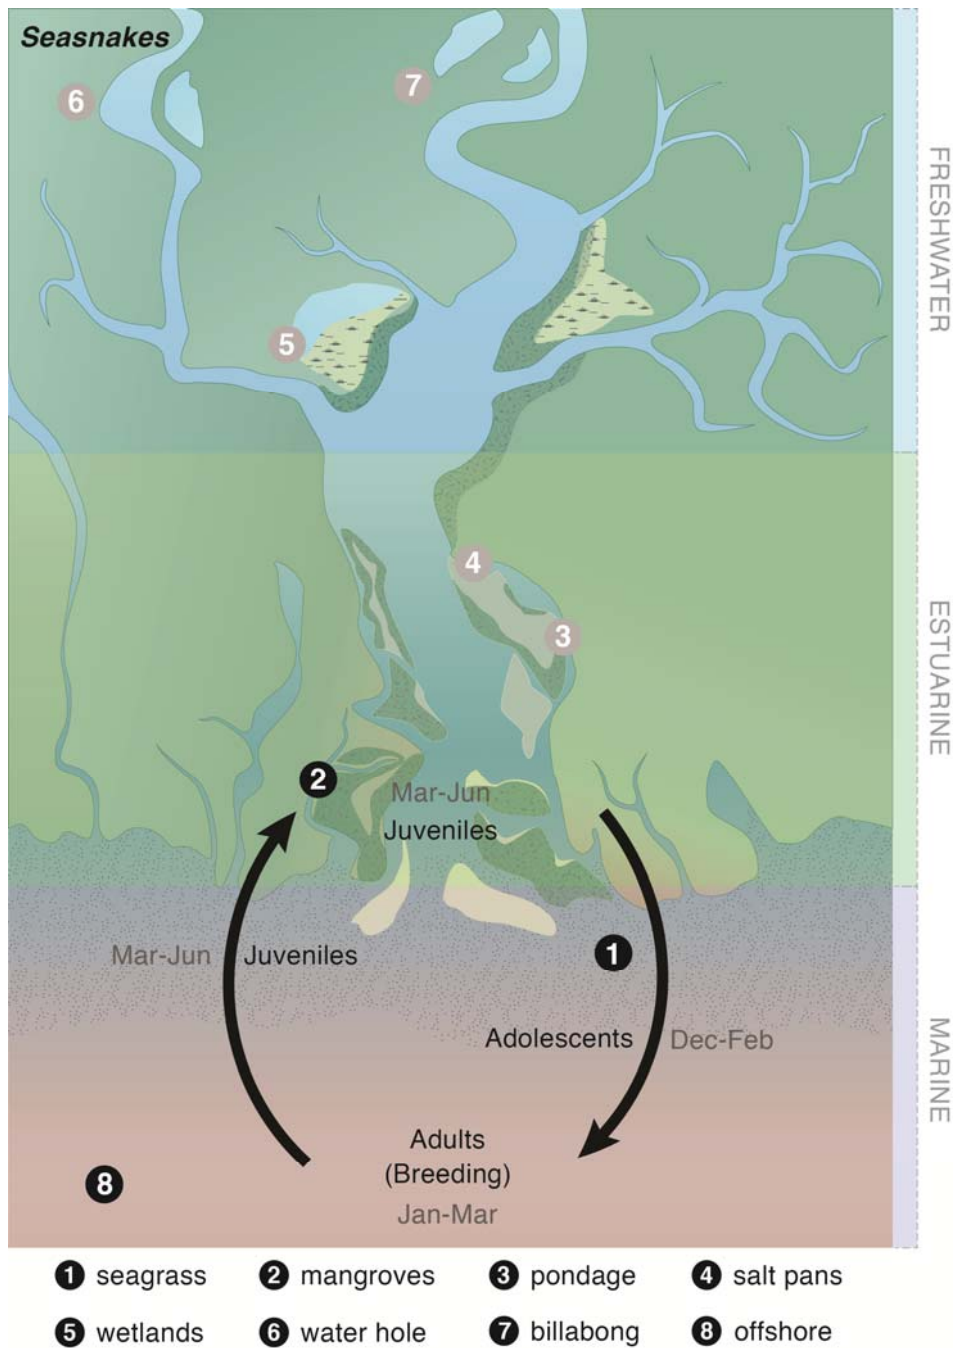 Seasnakes
6
7
FRESHWATER
5
4
ESTUARINE
3
2
Mar-Jun
Juveniles
Mar-Jun
Juveniles
1
Adolescents
Dec-Feb
MARINE
Adults
(Breeding)
Jan-Mar
8
1 seagrass
2 mangroves
3 pondage
4 salt pans
5 wetlands
6 water hole
7 billabong
8 offshore